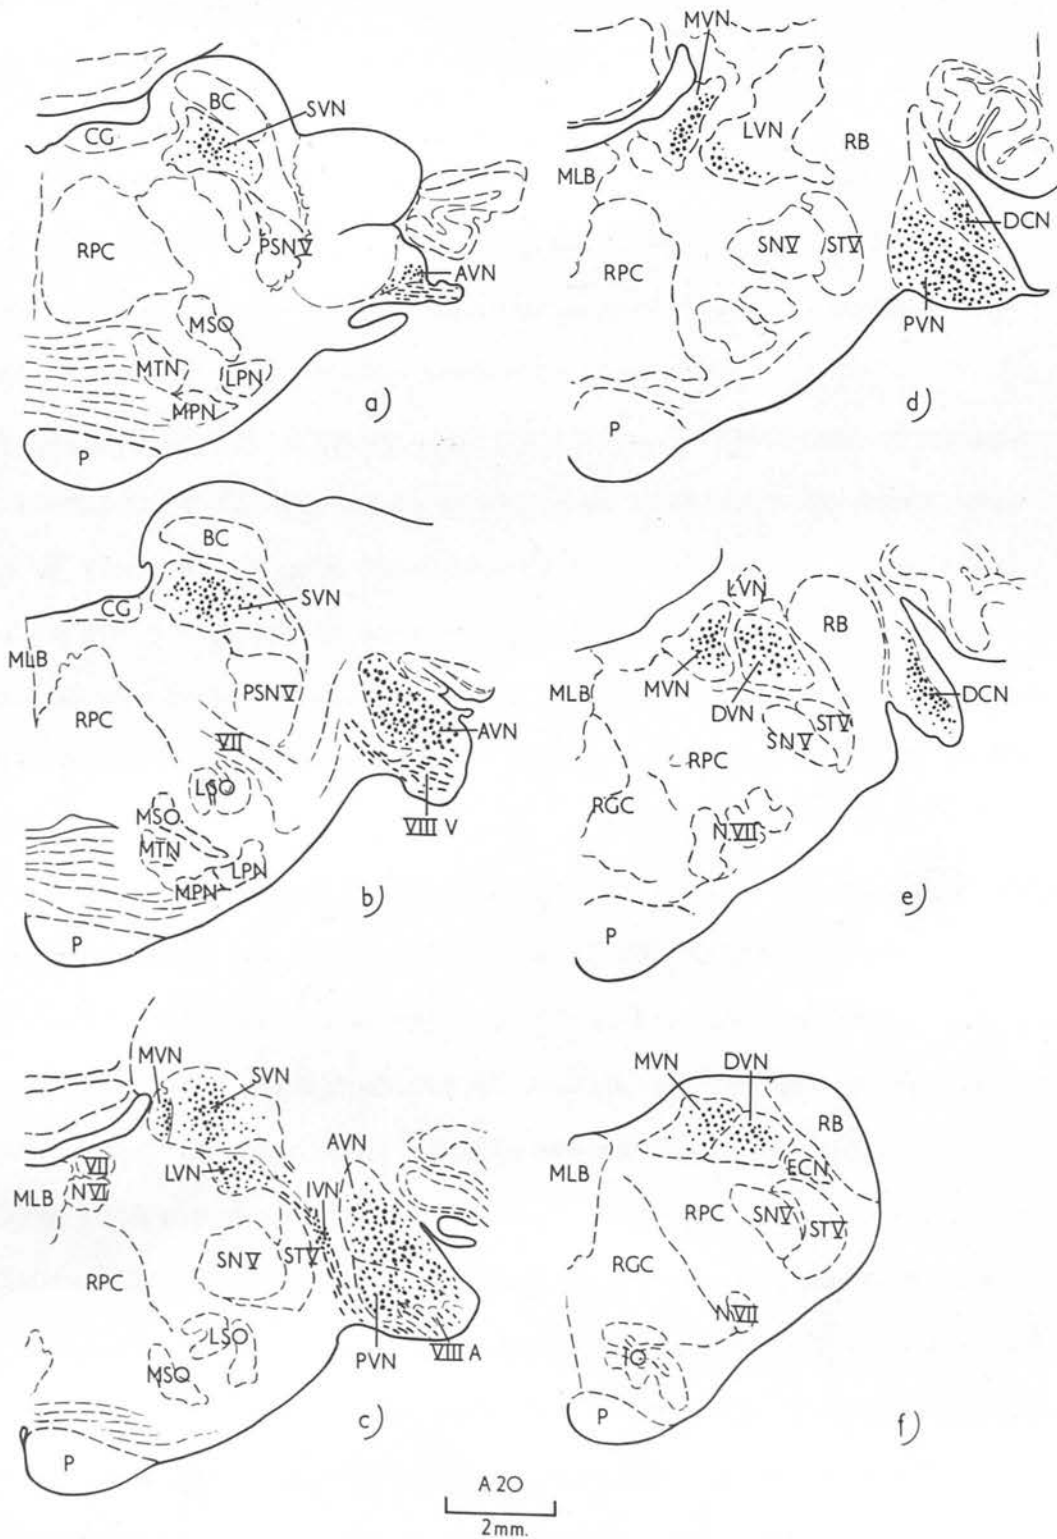 BC
SVN
CG
RPC
PSNV
AVN
MSO
MTN
LPN
MPN
P
a)
BC
SVN
CG
MLB
PSNV
RPC
AVN
VII
LSO
MSO
VIII V
MTN
LPN
MPN
b)
P
MVN
SVN
AVN
VII
LVN
IVN
MLB
N VI
SNV
STV
RPC
LSO
VIII A
MSO
PVN
c)
P
MVN
LVN
RB
MLB
DCN
SNV
STV
RPC
PVN
d)
P
LVN
RB
MVN
MLB
DCN
DVN
STV
SNV
RPC
RGC
N VII
e)
P
MVN
DVN
RB
MLB
ECN
RPC
SNV
STV
RGC
N VII
IO
P
f)
A 20
2mm.